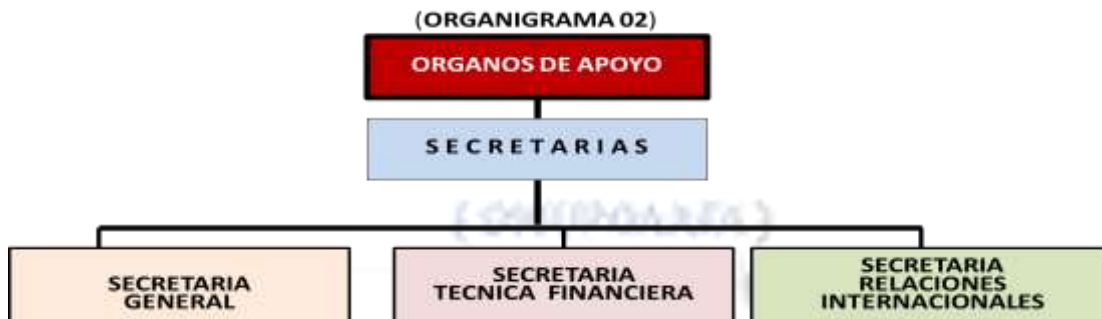 (ORGANIGRAMA 02)
ORGANOS DE APOYO
SECRETARIAS
SECRETARIA
GENERAL
SECRETARIA
TECNICA FINANCIERA
SECRETARIA
RELACIONES
INTERNACIONALES